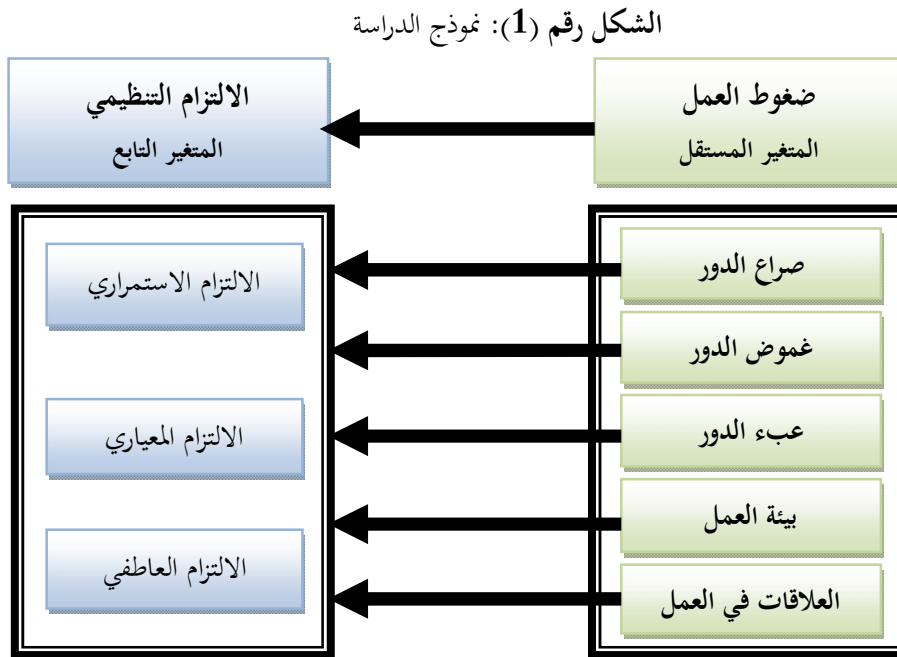 الشكل رقم (1): نموذج الدراسة
ضغوط العمل
المتغير المستقل
الالتزام التنظيمي
المتغير التابع
صراع الدور
غموض الدور
عبء الدور
بيئة العمل
العلاقات في العمل
الالتزام الاستمراري
الالتزام المعياري
الالتزام العاطفي